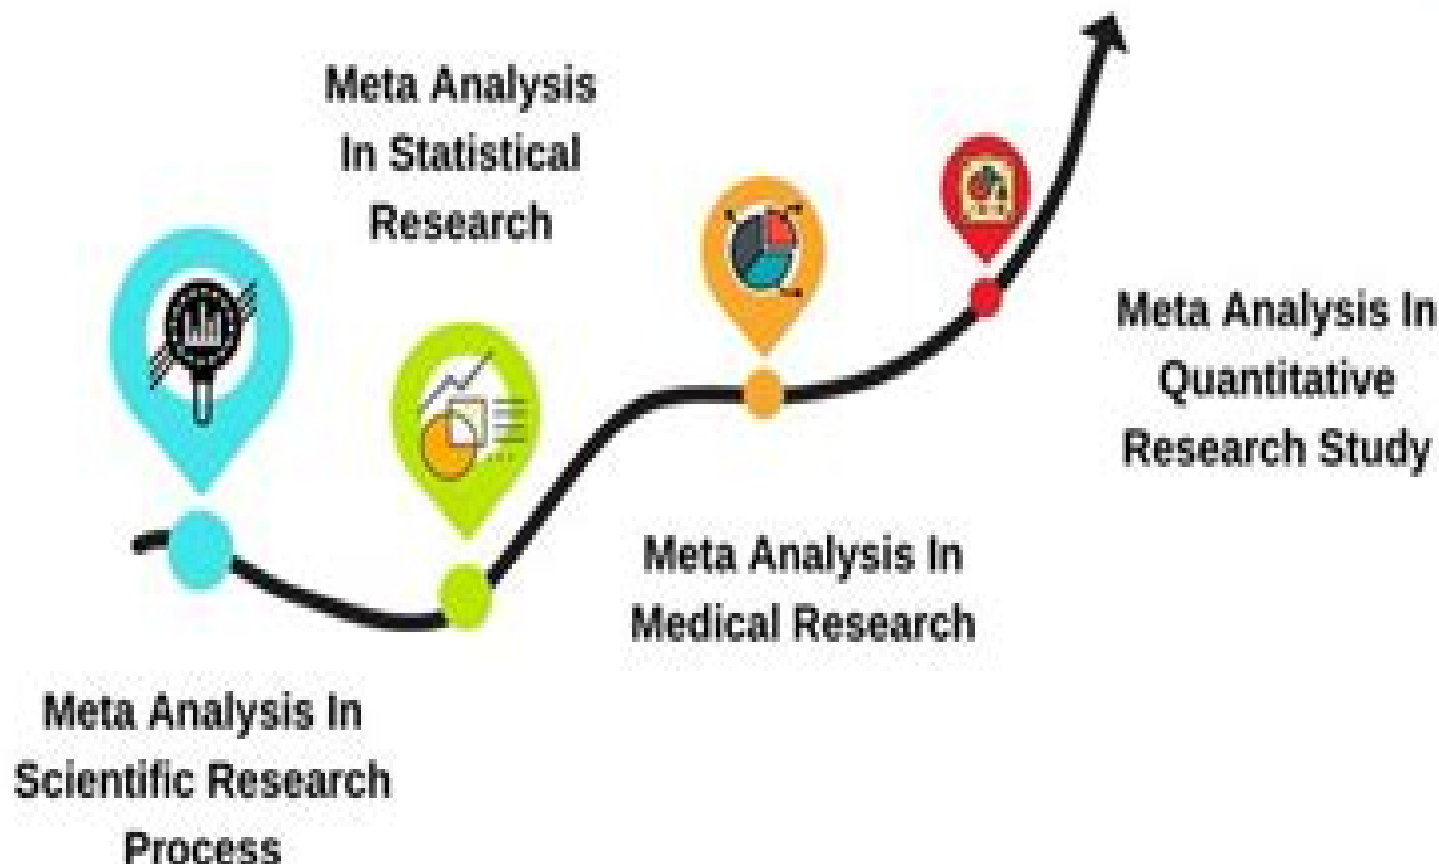 Meta Analysis
In Statistical
Research
Meta Analysis In
Quantitative
Research Study
Meta Analysis In
Medical Research
Meta Analysis In
Scientific Research
Process